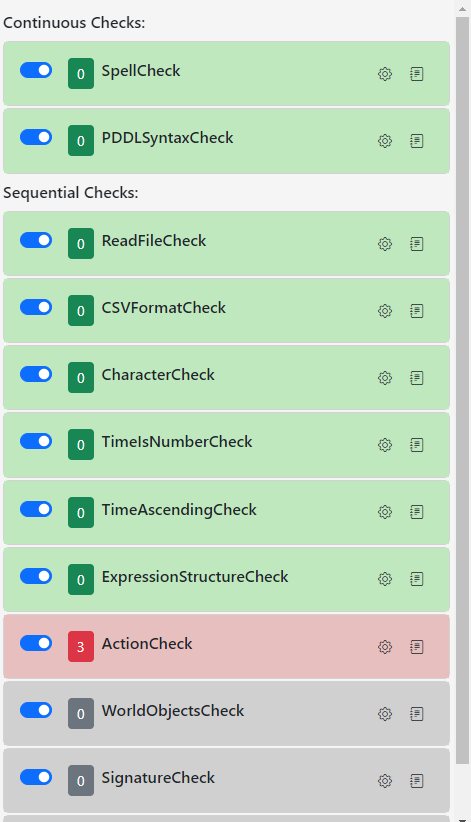 Continuous Checks:
0 SpellCheck
0 PDDLSyntaxCheck
Sequential Checks:
0 ReadFileCheck
0 CSVFormatCheck
0 CharacterCheck
0 TimeIsNumberCheck
0 TimeAscendingCheck
0 ExpressionStructureCheck
3 ActionCheck
0 WorldObjectsCheck
0 SignatureCheck